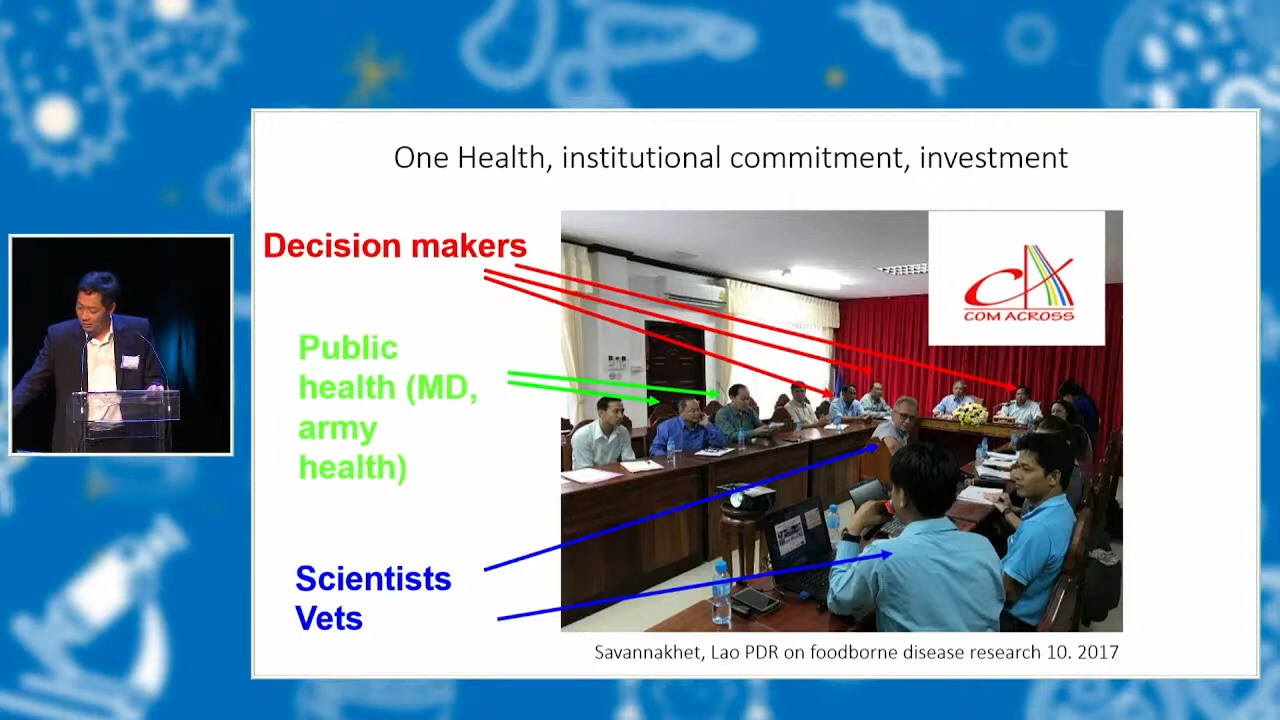 One Health, institutional commitment, investment
Decision makers
Public
health (MD,
army
health)
Scientists
Vets
CX
COM ACROSS
Savannakhet, Lao PDR on foodborne disease research 10. 2017